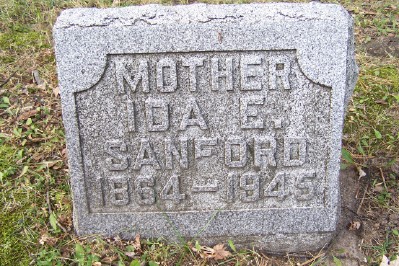 MOTHER
IDA E.
SANFORD
1864-1945